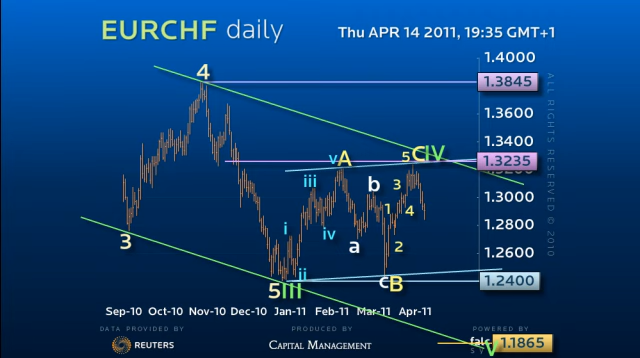 EURCHF daily
Thu APR 14 2011, 19:35 GMT+1
1.4000
4
1.3845
1.3600
1.3400
v A
5 C IV
1.3235
iii
b
3
1.3000
1
4
i
iv
1.2800
3
a
2
1.2600
ii
5 III
c B
1.2400
Sep-10 Oct-10 Nov-10 Dec-10 Jan-11 Feb-11 Mar-11 Apr-11
DATA PROVIDED BY
PRODUCED BY
POWERED BY
REUTERS
CAPITAL MANAGEMENT
V
1.1865
ALL RIGHTS RESERVED © 2010